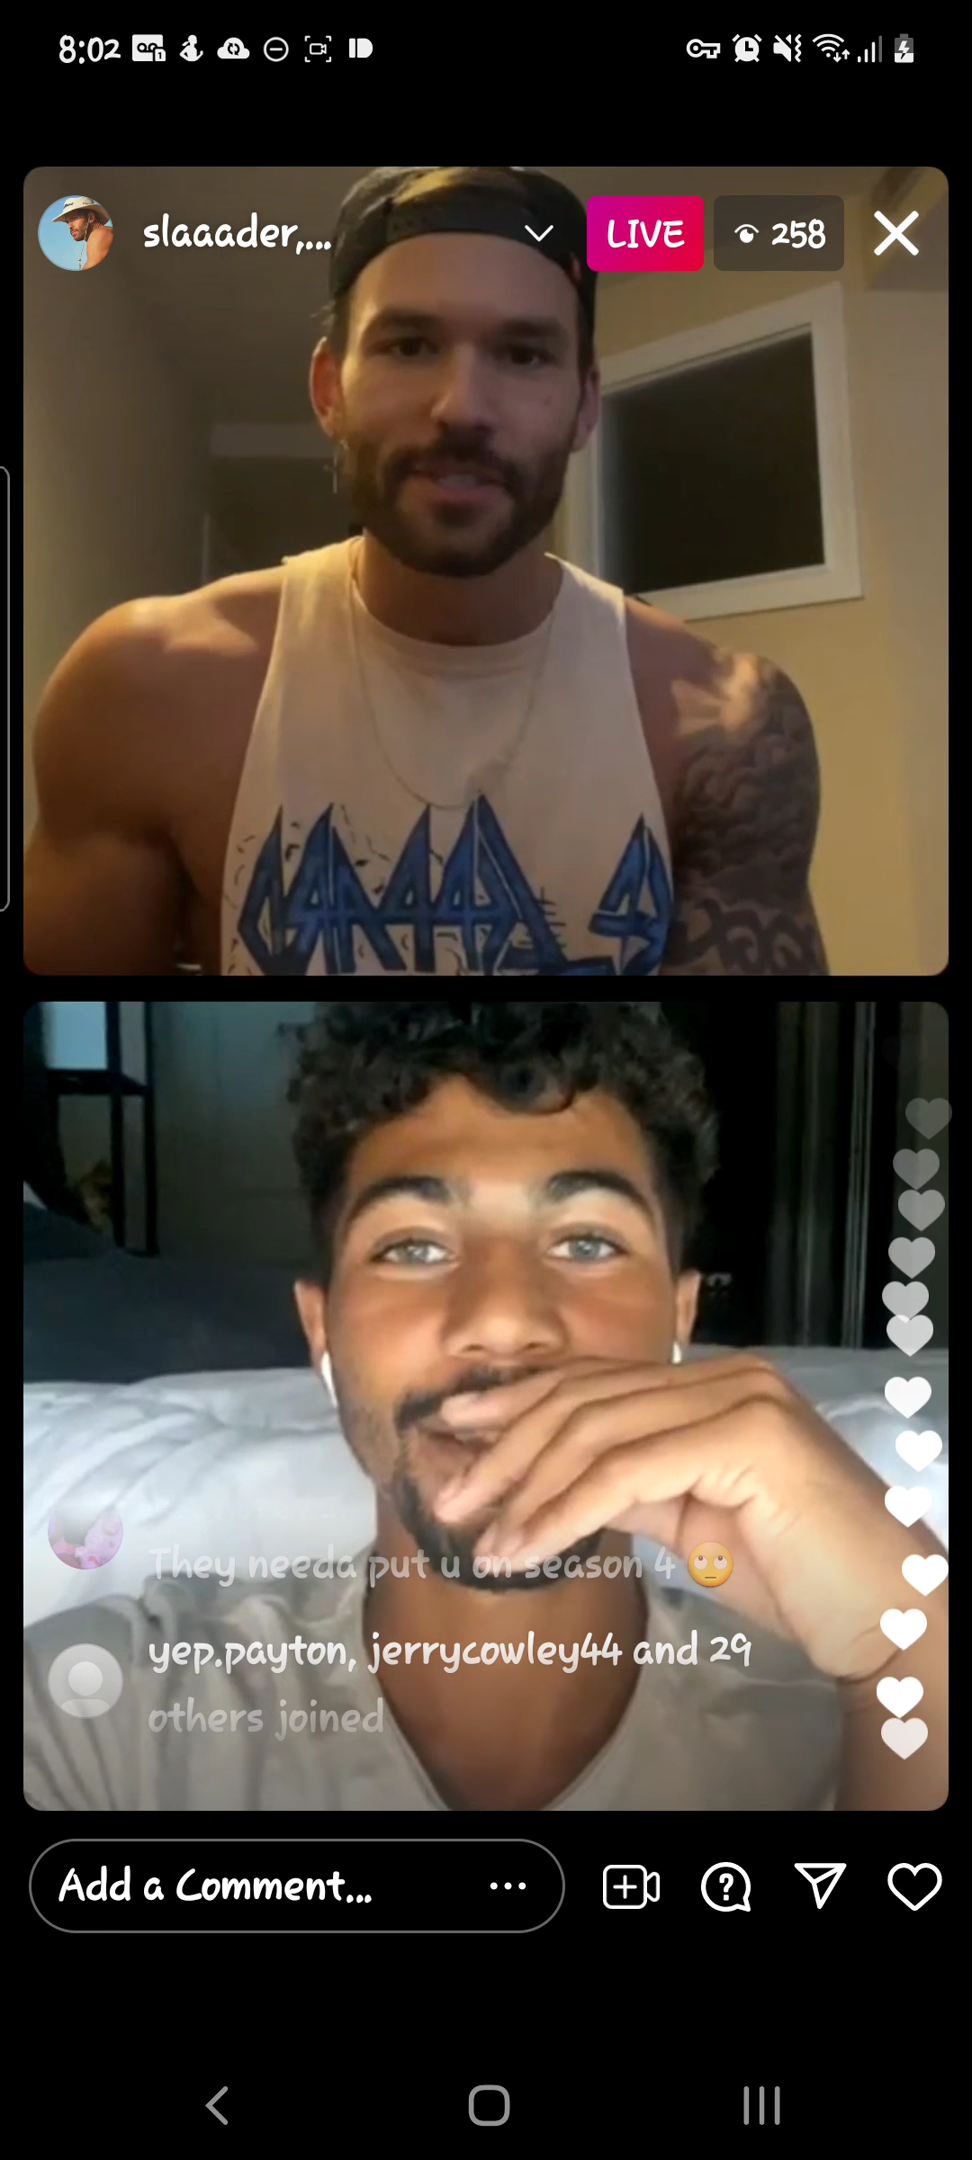 8:02
slaaader,...
LIVE
258
They needa put u on season 4 🙄
yep.payton, jerrycowley44 and 29
others joined
Add a Comment...